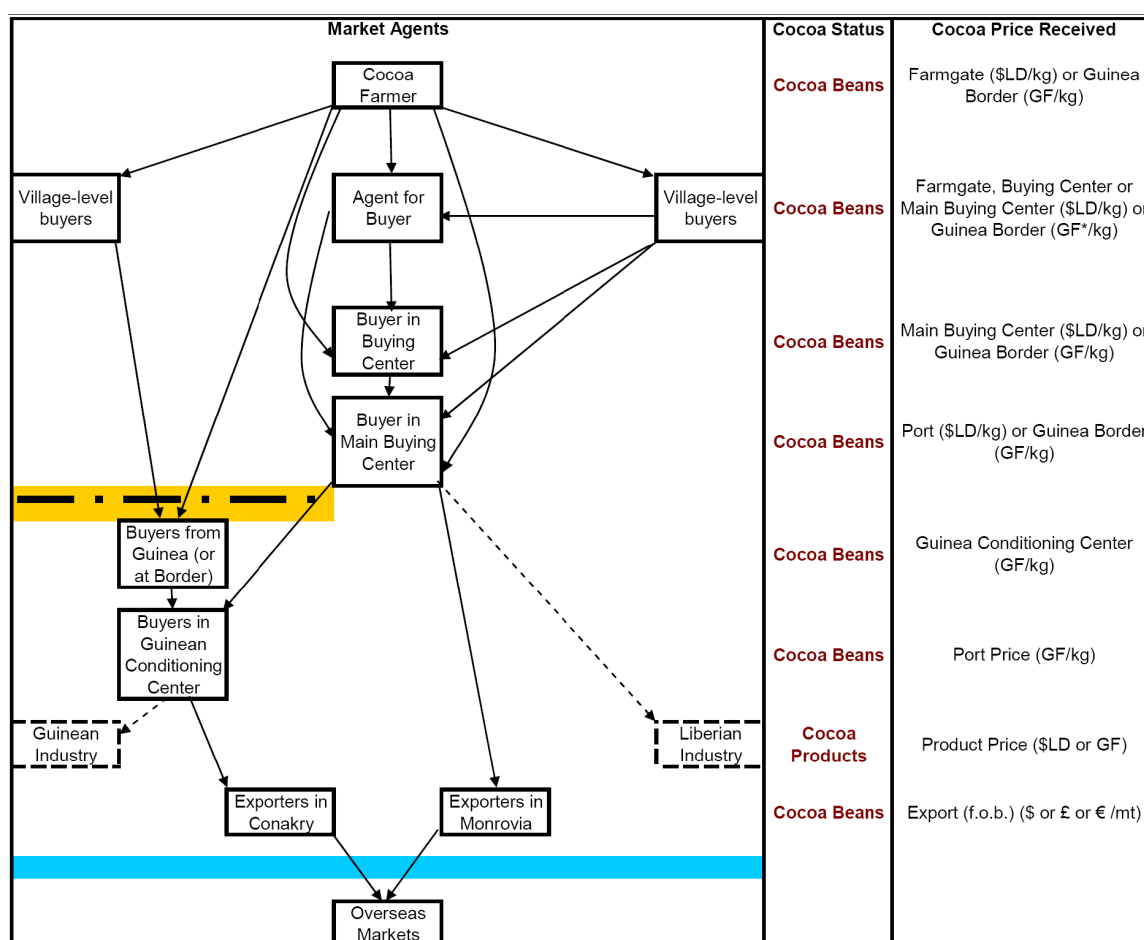 Market Agents
Cocoa Status
Cocoa Price Received
Cocoa
Farmer
Cocoa Beans
Farmgate ($LD/kg) or Guinea
Border (GF/kg)
Village-level
buyers
Agent for
Buyer
Village-level
buyers
Cocoa Beans
Farmgate, Buying Center or
Main Buying Center ($LD/kg) or
Guinea Border (GF*/kg)
Buyer in
Buying
Center
Cocoa Beans
Main Buying Center ($LD/kg) or
Guinea Border (GF/kg)
Buyer in
Main Buying
Center
Cocoa Beans
Port ($LD/kg) or Guinea Border
(GF/kg)
Buyers from
Guinea (or
at Border)
Cocoa Beans
Guinea Conditioning Center
(GF/kg)
Buyers in
Guinean
Conditioning
Center
Cocoa Beans
Port Price (GF/kg)
Guinean
Industry
Liberian
Industry
Cocoa
Products
Product Price ($LD or GF)
Exporters in
Conakry
Exporters in
Monrovia
Cocoa Beans
Export (f.o.b.) ($ or £ or € /mt)
Overseas
Markets